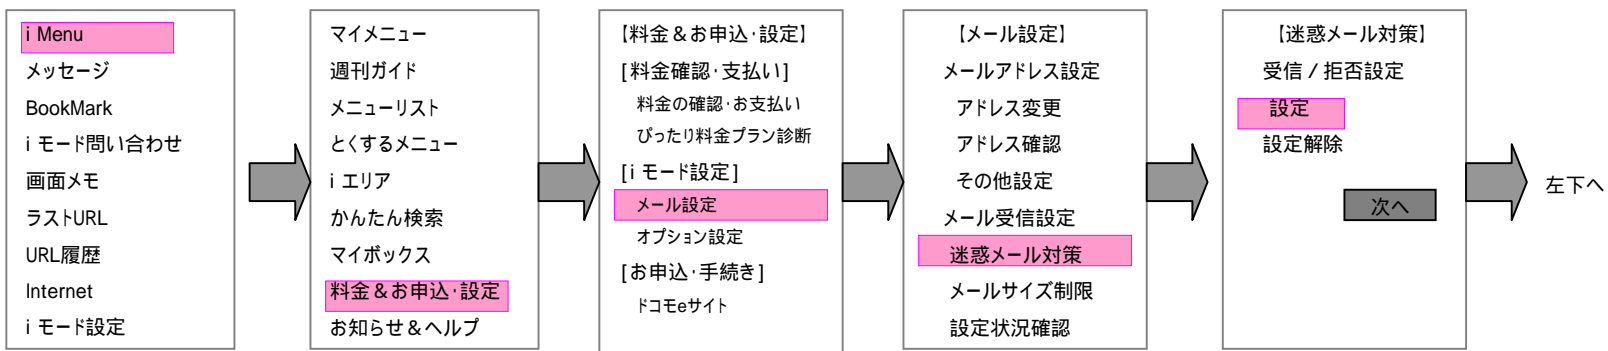 i Menu
メッセージ
BookMark
i モード問い合わせ
画面メモ
ラストURL
URL履歴
Internet
i モード設定
マイメニュー
週刊ガイド
メニューリスト
とくするメニュー
i エリア
かんたん検索
マイボックス
料金＆お申込・設定
お知らせ＆ヘルプ
【料金＆お申込・設定】
[料金確認・支払い]
料金の確認・お支払い
ぴったり料金プラン診断
[i モード設定]
メール設定
オプション設定
[お申込・手続き]
ドコモeサイト
【メール設定】
メールアドレス設定
アドレス変更
アドレス確認
その他設定
メール受信設定
迷惑メール対策
メールサイズ制限
設定状況確認
【迷惑メール対策】
受信 / 拒否設定
設定
設定解除
次へ
左下へ